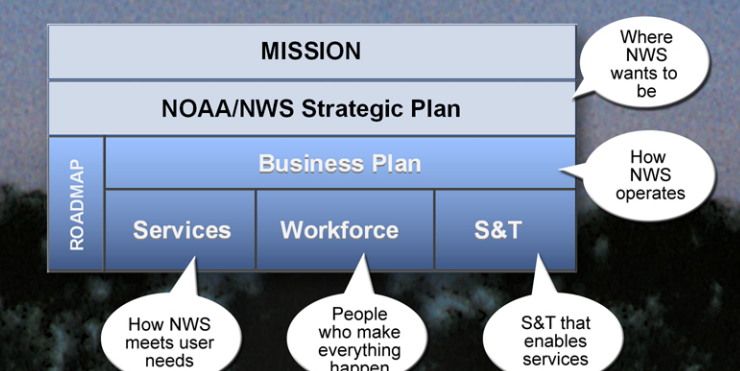 MISSION
Where
NWS
wants to
be
NOAA/NWS Strategic Plan
ROADMAP
Business Plan
How
NWS
operates
Services
Workforce
S&T
How NWS
meets user
needs
People
who make
everything
happen
S&T that
enables
services